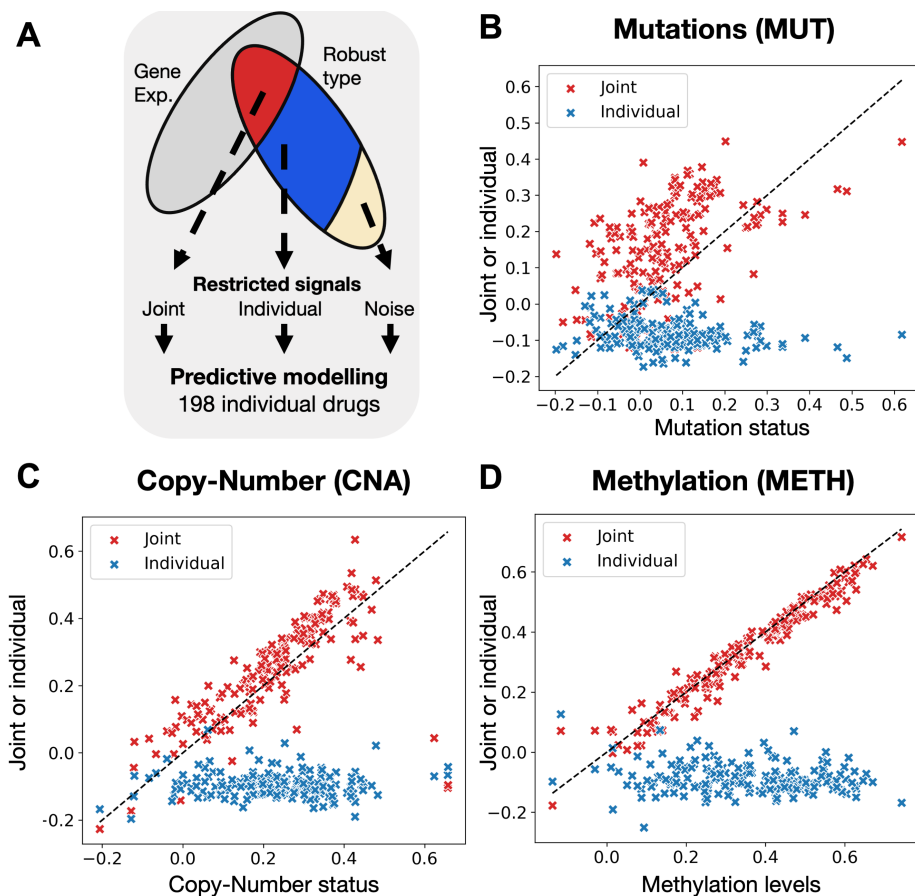 A
Gene
Exp.
Robust
type
Restricted signals
Joint Individual Noise
Predictive modelling
198 individual drugs
B
Mutations (MUT)
Joint
Individual
Joint or individual
0.6
0.5
0.4
0.3
0.2
0.1
0.0
−0.1
−0.2
−0.2 −0.1 0.0 0.1 0.2 0.3 0.4 0.5 0.6
Mutation status
C
Copy-Number (CNA)
Joint
Individual
Joint or individual
0.6
0.4
0.2
0.0
-0.2
−0.2 0.0 0.2 0.4 0.6
Copy-Number status
D
Methylation (METH)
Joint
Individual
Joint or individual
0.6
0.4
0.2
0.0
−0.2
0.0 0.2 0.4 0.6
Methylation levels